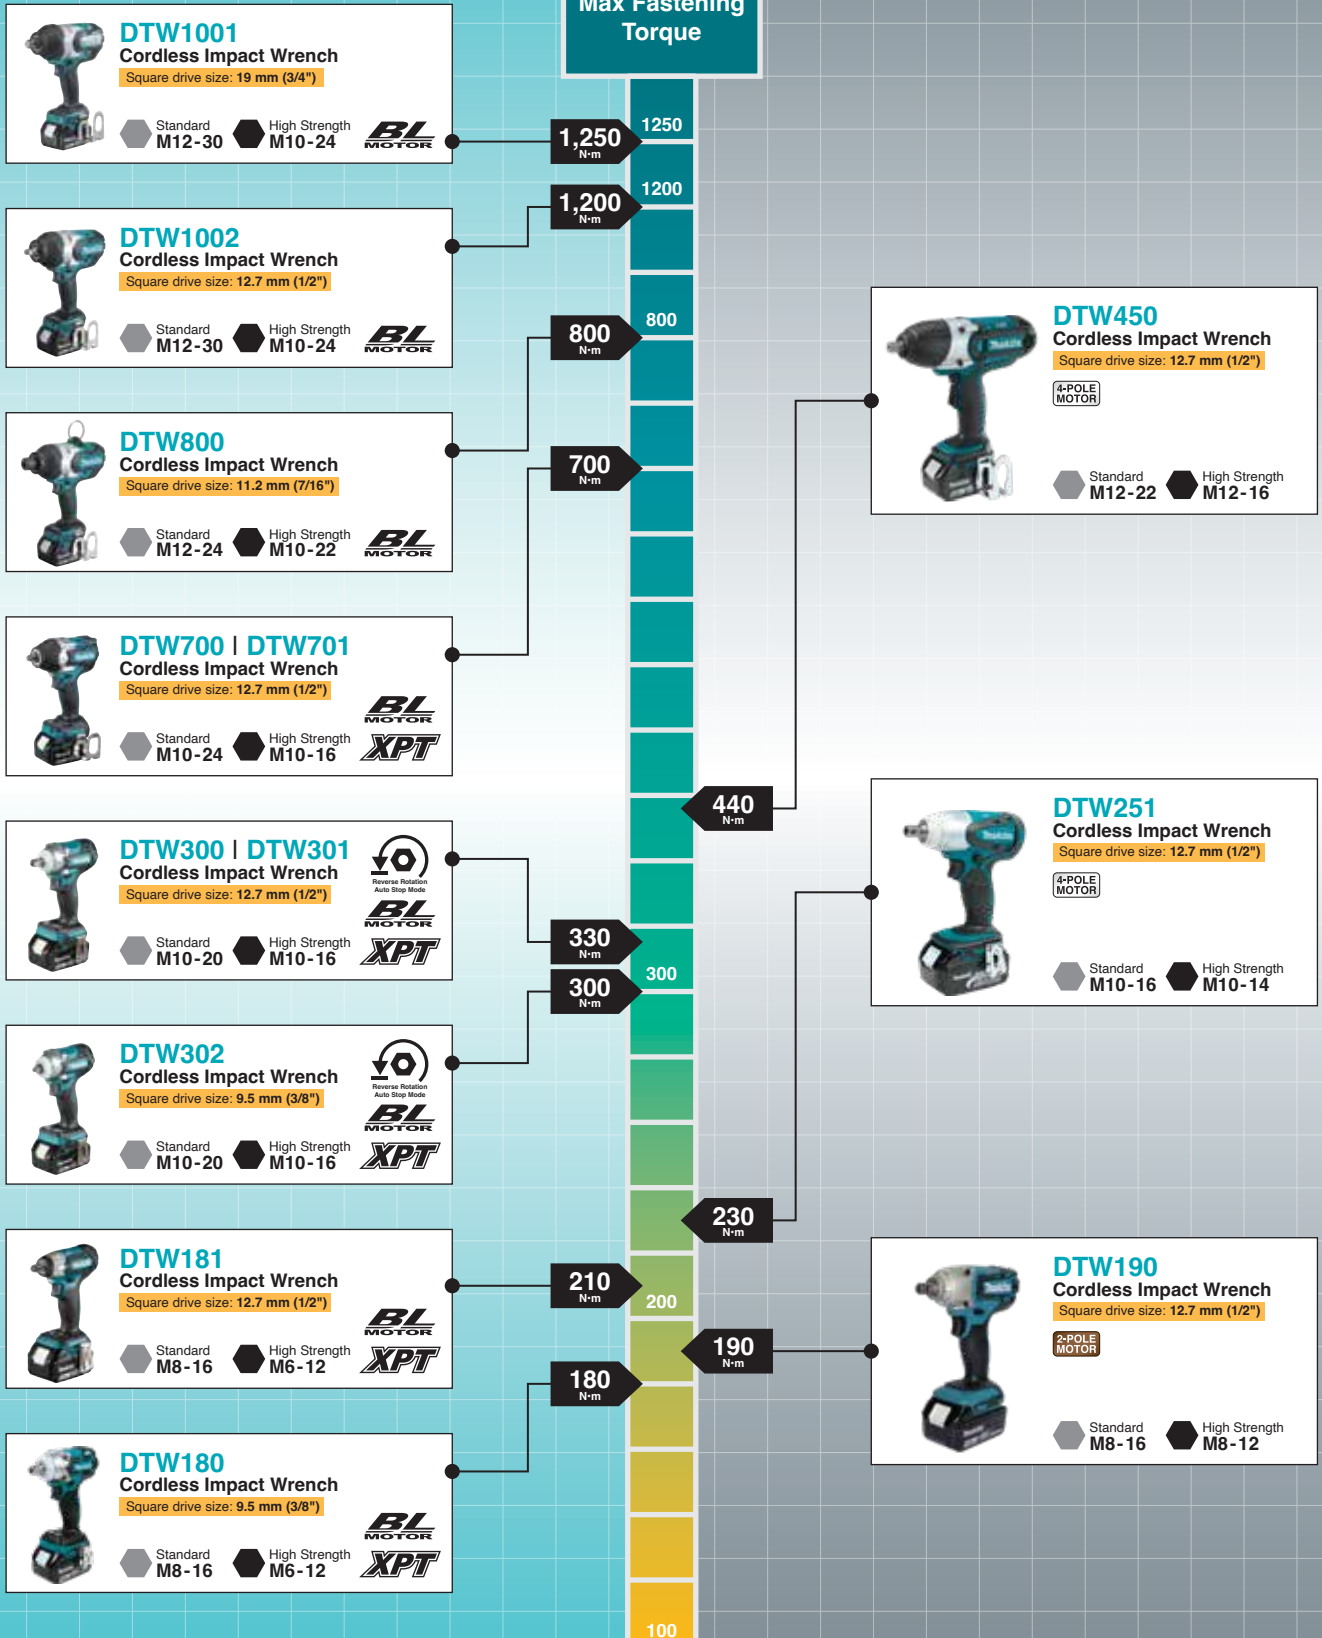 Max Fastening
Torque
DTW1001
Cordless Impact Wrench
Square drive size: 19 mm (3/4")
Standard
M12-30
High Strength
M10-24
BL
MOTOR
1,250
N·m
1250
1,200
N·m
1200
DTW1002
Cordless Impact Wrench
Square drive size: 12.7 mm (1/2")
Standard
M12-30
High Strength
M10-24
BL
MOTOR
800
N·m
800
DTW800
Cordless Impact Wrench
Square drive size: 11.2 mm (7/16")
Standard
M12-24
High Strength
M10-22
BL
MOTOR
700
N·m
DTW700 | DTW701
Cordless Impact Wrench
Square drive size: 12.7 mm (1/2")
Standard
M10-24
High Strength
M10-16
BL
MOTOR
XPT
DTW300 | DTW301
Cordless Impact Wrench
Square drive size: 12.7 mm (1/2")
Standard
M10-20
High Strength
M10-16
Reverse Rotation
Auto Stop Mode
BL
MOTOR
XPT
330
N·m
300
300
N·m
DTW302
Cordless Impact Wrench
Square drive size: 9.5 mm (3/8")
Standard
M10-20
High Strength
M10-16
Reverse Rotation
Auto Stop Mode
BL
MOTOR
XPT
DTW181
Cordless Impact Wrench
Square drive size: 12.7 mm (1/2")
Standard
M8-16
High Strength
M6-12
BL
MOTOR
XPT
210
N·m
200
180
N·m
DTW180
Cordless Impact Wrench
Square drive size: 9.5 mm (3/8")
Standard
M8-16
High Strength
M6-12
BL
MOTOR
XPT
100
DTW450
Cordless Impact Wrench
Square drive size: 12.7 mm (1/2")
4-POLE
MOTOR
Standard
M12-22
High Strength
M12-16
440
N·m
DTW251
Cordless Impact Wrench
Square drive size: 12.7 mm (1/2")
4-POLE
MOTOR
Standard
M10-16
High Strength
M10-14
230
N·m
DTW190
Cordless Impact Wrench
Square drive size: 12.7 mm (1/2")
2-POLE
MOTOR
Standard
M8-16
High Strength
M8-12
190
N·m